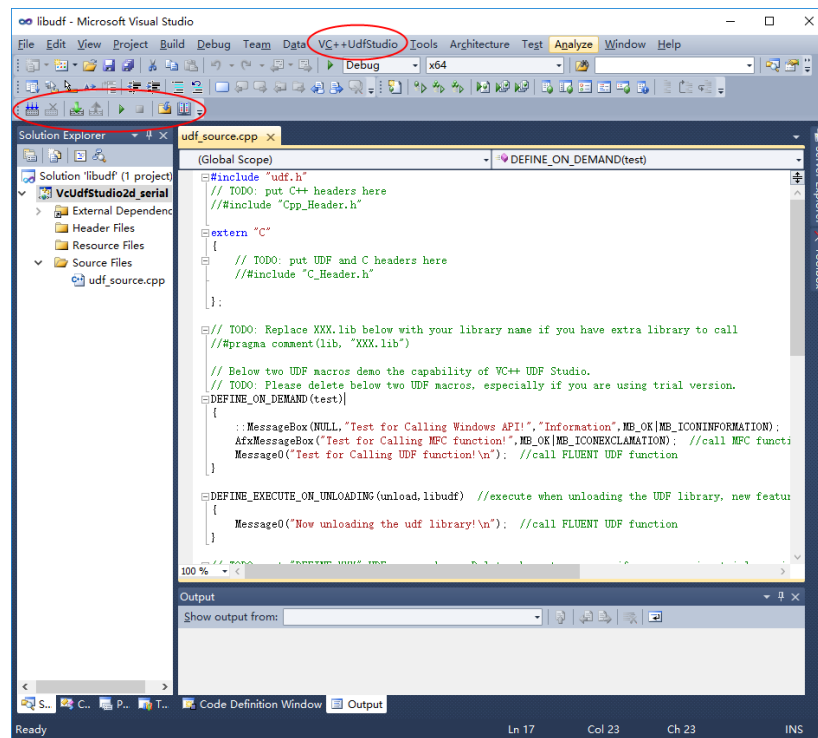 libudf - Microsoft Visual Studio
File Edit View Project Build Debug Team Data VC++UdfStudio Tools Architecture Test Analyze Window Help
Debug x64
Solution Explorer
udf_source.cpp
(Global Scope) DEFINE_ON_DEMAND(test)
Solution 'libudf' (1 project)
VcUdfStudio2d_serial
External Dependenc
Header Files
Resource Files
Source Files
udf_source.cpp
#include "udf.h"
// TODO: put C++ headers here
//#include "Cpp_Header.h"
extern "C"
{
// TODO: put UDF and C headers here
//#include "C_Header.h"
};
// TODO: Replace XXX.lib below with your library name if you have extra library to call
//#pragma comment(lib, "XXX.lib")
// Below two UDF macros demo the capability of VC++ UDF Studio.
// TODO: Please delete below two UDF macros, especially if you are using trial version.
DEFINE_ON_DEMAND(test)
{
::MessageBox(NULL,"Test for Calling Windows API!","Information",MB_OK|MB_ICONINFORMATION);
AfxMessageBox("Test for Calling MFC function!",MB_OK|MB_ICONEXCLAMATION); //call MFC functi
Message0("Test for Calling UDF function!\n"); //call FLUENT UDF function
}
DEFINE_EXECUTE_ON_UNLOADING(unload,libudf) //execute when unloading the UDF library, new featur
{
Message0("Now unloading the udf library!\n"); //call FLUENT UDF function
}
100 %
Output
Show output from:
S... C.. P.. T...
Code Definition Window Output
Ready Ln 17 Col 23 Ch 23 INS